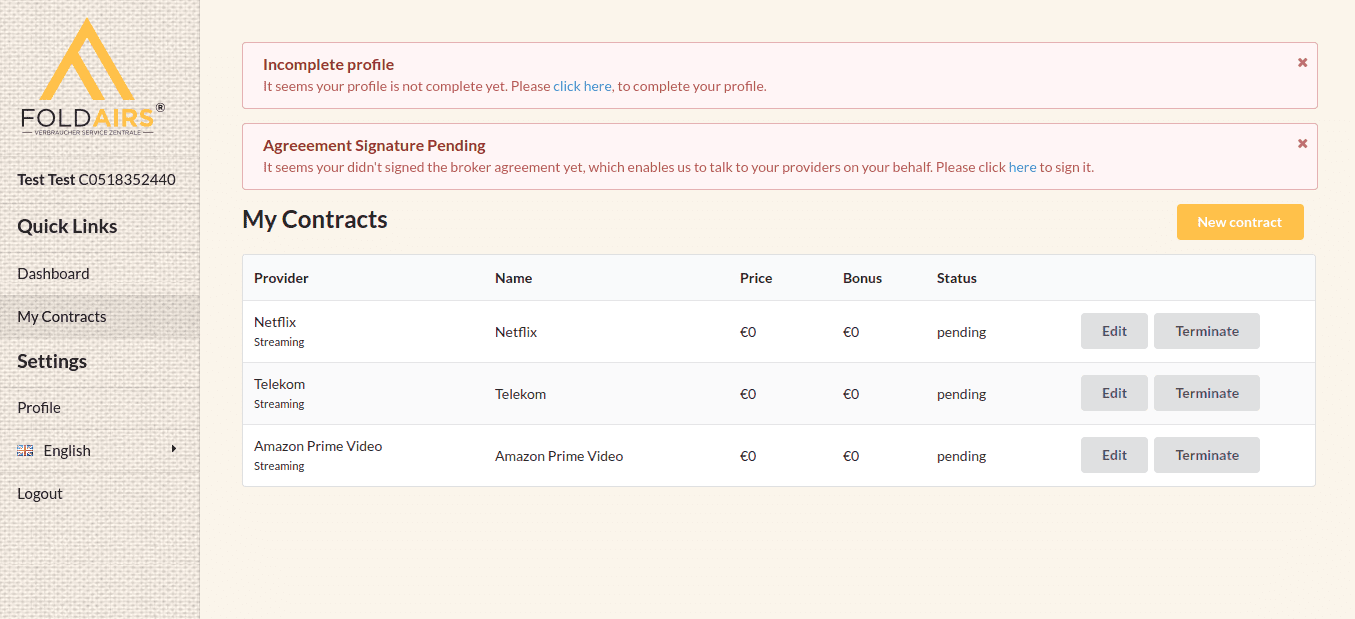 FOLDAIRS®
VERBRAUCHER SERVICE ZENTRALE
Test Test C0518352440
Quick Links
Dashboard
My Contracts
Settings
Profile
English
Logout
Incomplete profile
It seems your profile is not complete yet. Please click here, to complete your profile.
Agreeement Signature Pending
It seems your didn't signed the broker agreement yet, which enables us to talk to your providers on your behalf. Please click here to sign it.
My Contracts
New contract
Provider Name Price Bonus Status
Netflix
Streaming
Netflix €0 €0 pending Edit Terminate
Telekom
Streaming
Telekom €0 €0 pending Edit Terminate
Amazon Prime Video
Streaming
Amazon Prime Video €0 €0 pending Edit Terminate